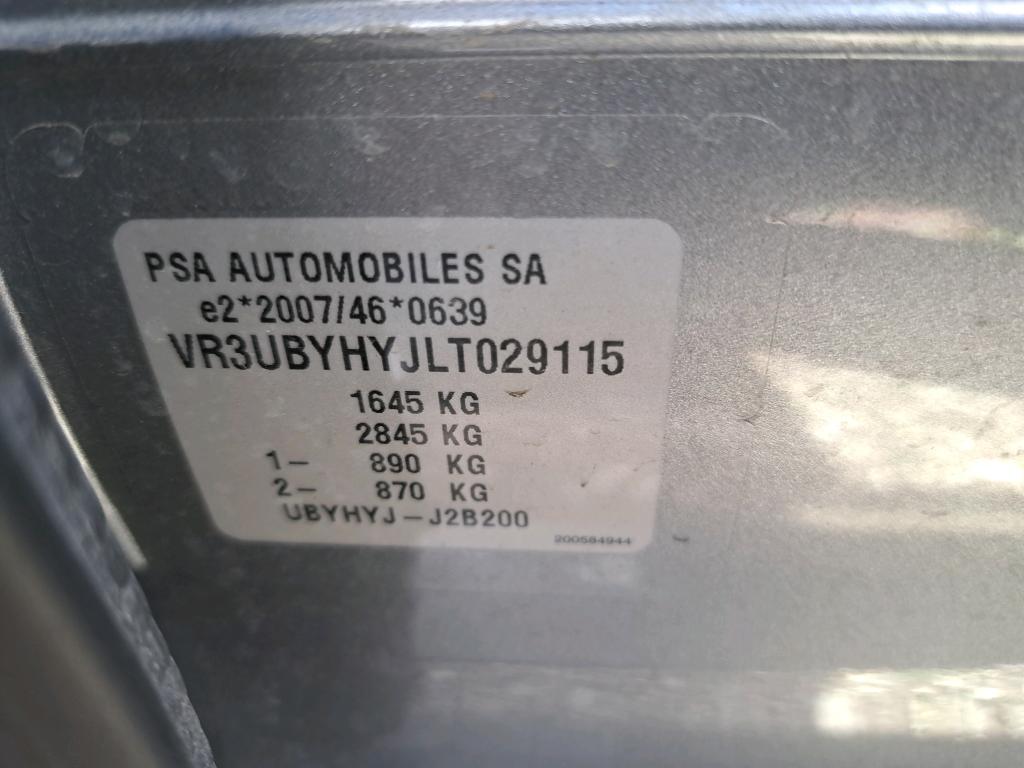 PSA AUTOMOBILES SA
e2*2007/46*0639
VR3UBYHYJLT029115
1645 KG
2845 KG
1- 890 KG
2- 870 KG
UBYHYJ-J2B200
200584944